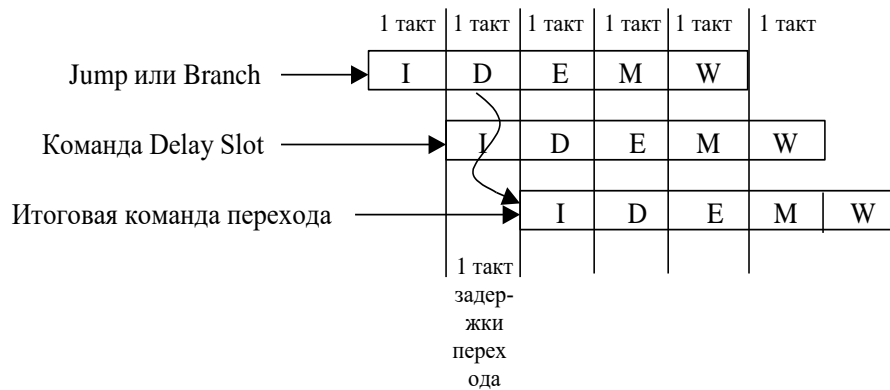 1 такт 1 такт 1 такт 1 такт 1 такт 1 такт
Jump или Branch I D E M W
Команда Delay Slot I D E M W
Итоговая команда перехода I D E M W
1 такт
задер-
жки
перех
ода